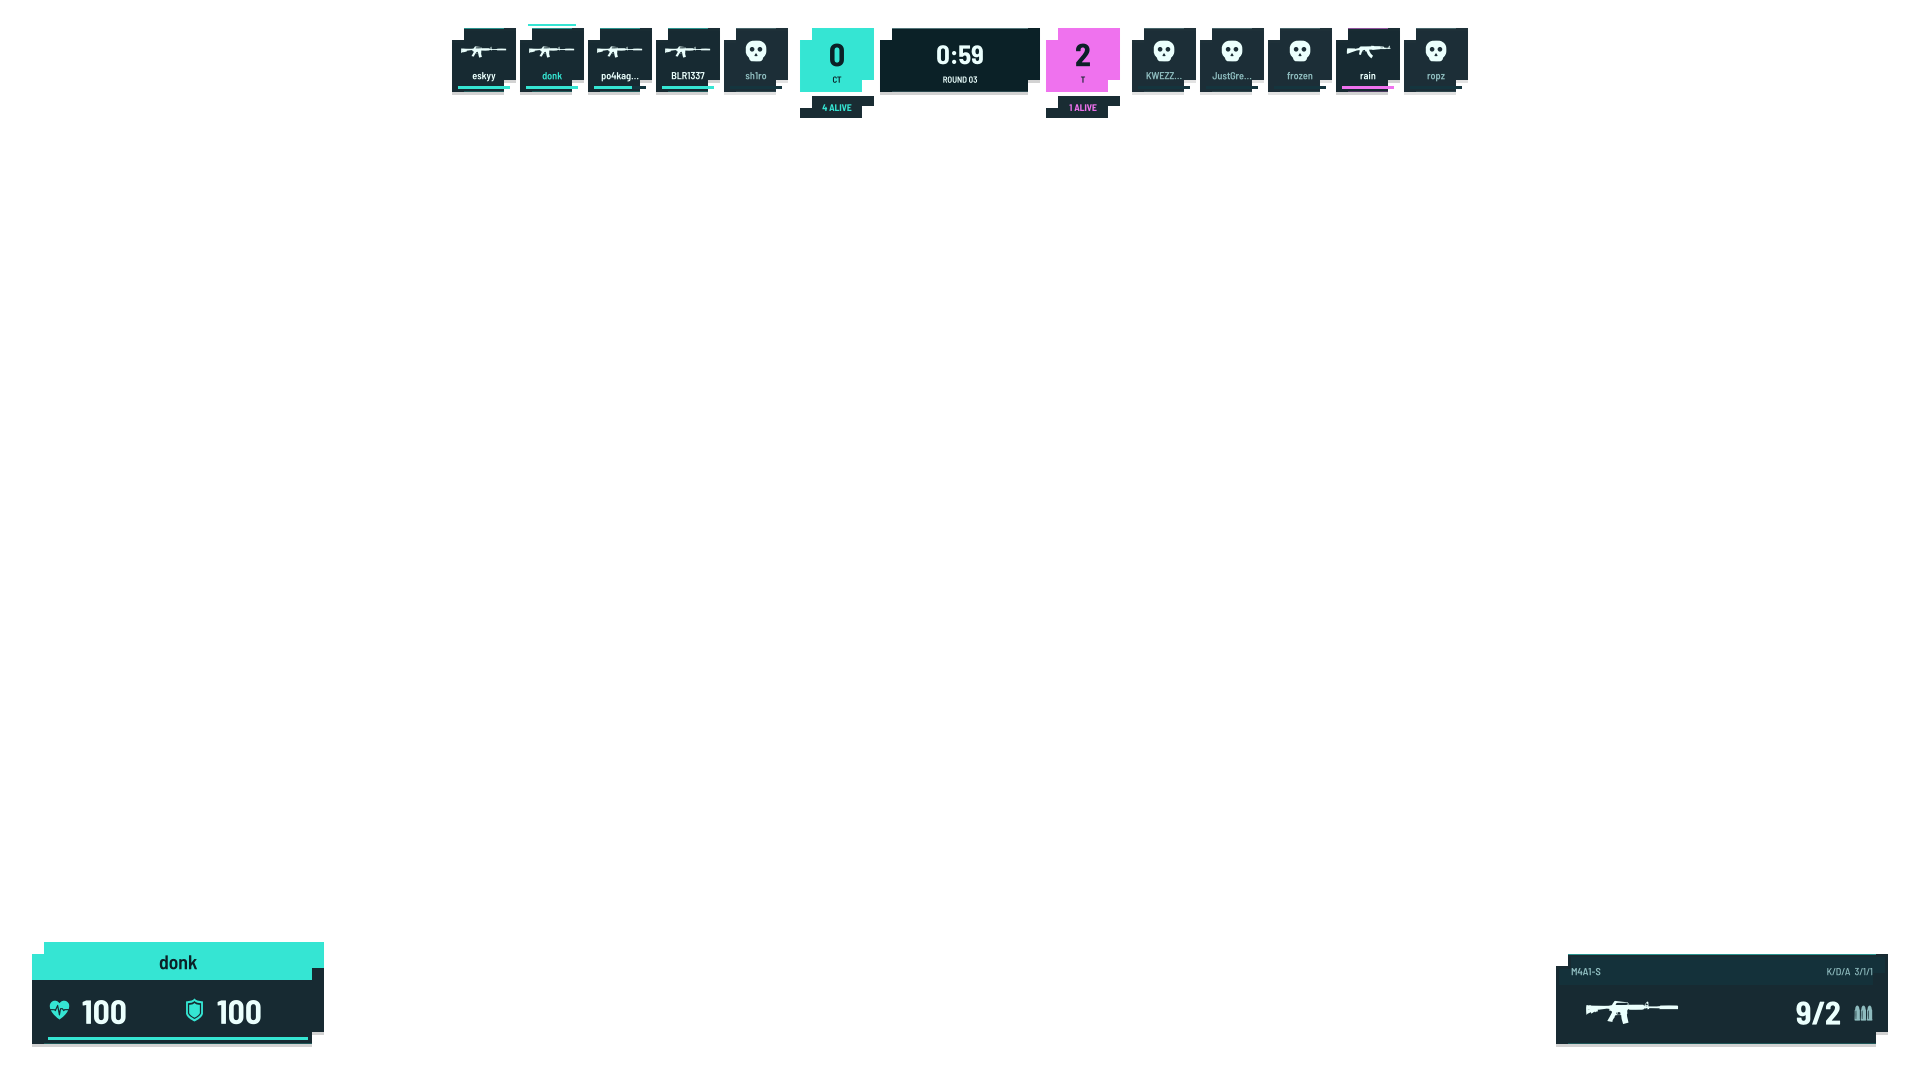 eskyy
donk
po4kag...
BLR1337
sh1ro
0
CT
4 ALIVE
0:59
ROUND 03
2
T
1 ALIVE
KWEZZ...
JustGre...
frozen
rain
ropz
donk
100
100
M4A1-S
K/D/A 3/1/1
9/2